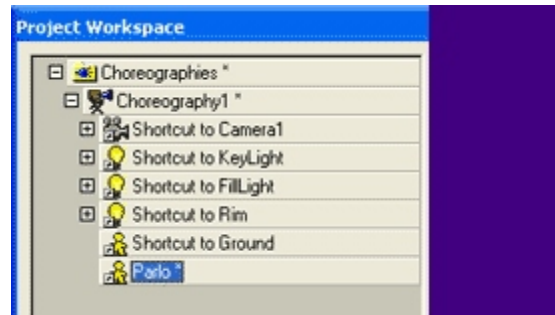 Project Workspace
Choreographies *
Choreography1 *
Shortcut to Camera1
Shortcut to KeyLight
Shortcut to FillLight
Shortcut to Rim
Shortcut to Ground
Parlo *